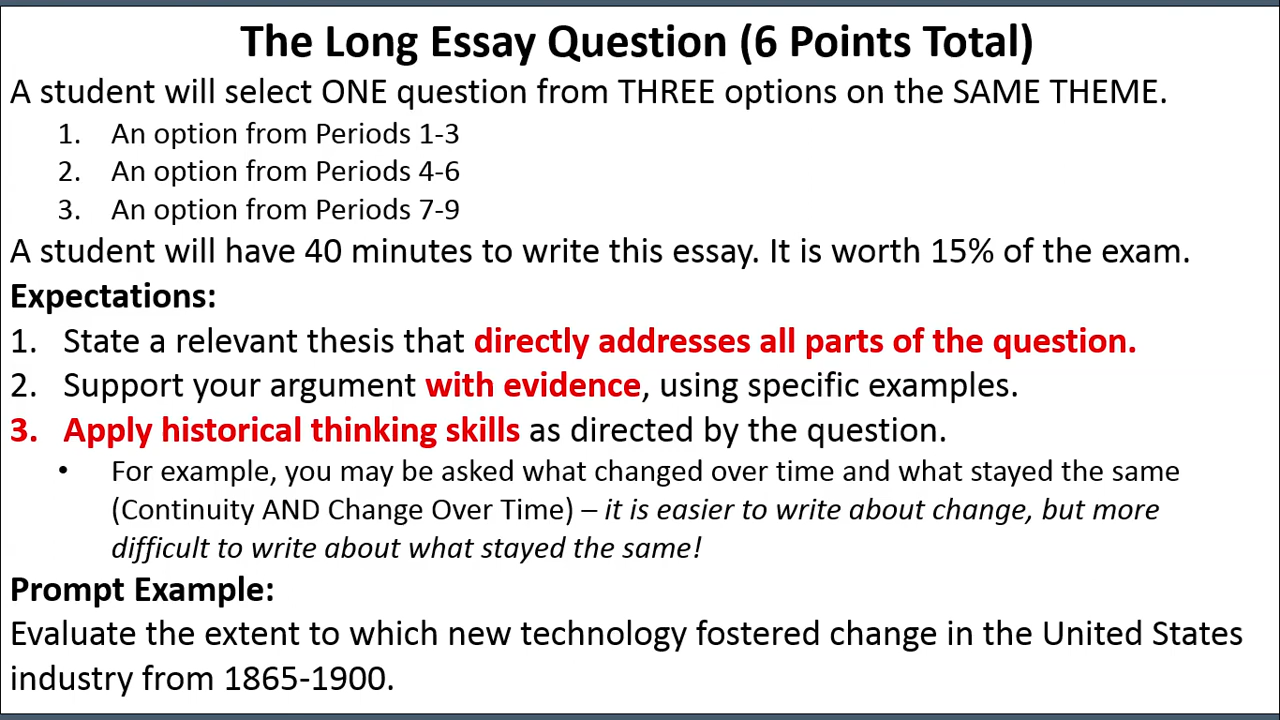 The Long Essay Question (6 Points Total)
A student will select ONE question from THREE options on the SAME THEME.
1. An option from Periods 1-3
2. An option from Periods 4-6
3. An option from Periods 7-9
A student will have 40 minutes to write this essay. It is worth 15% of the exam.
Expectations:
1. State a relevant thesis that directly addresses all parts of the question.
2. Support your argument with evidence, using specific examples.
3. Apply historical thinking skills as directed by the question.
• For example, you may be asked what changed over time and what stayed the same
(Continuity AND Change Over Time) – it is easier to write about change, but more
difficult to write about what stayed the same!
Prompt Example:
Evaluate the extent to which new technology fostered change in the United States
industry from 1865-1900.